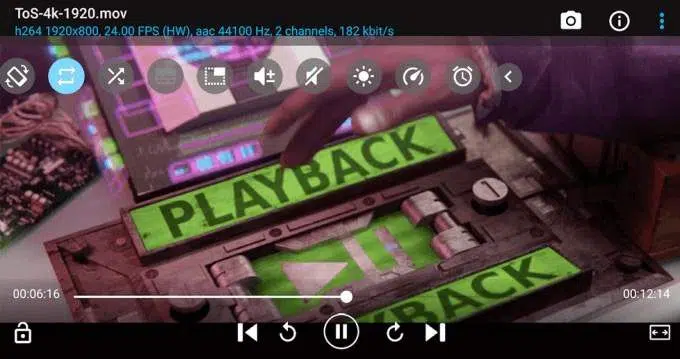 ToS-4k-1920.mov
h264 1920x800, 24.00 FPS (HW), aac 44100 Hz, 2 channels, 182 kbit/s
PLAYBACK
1
BACK
00:06:16
00:12:14